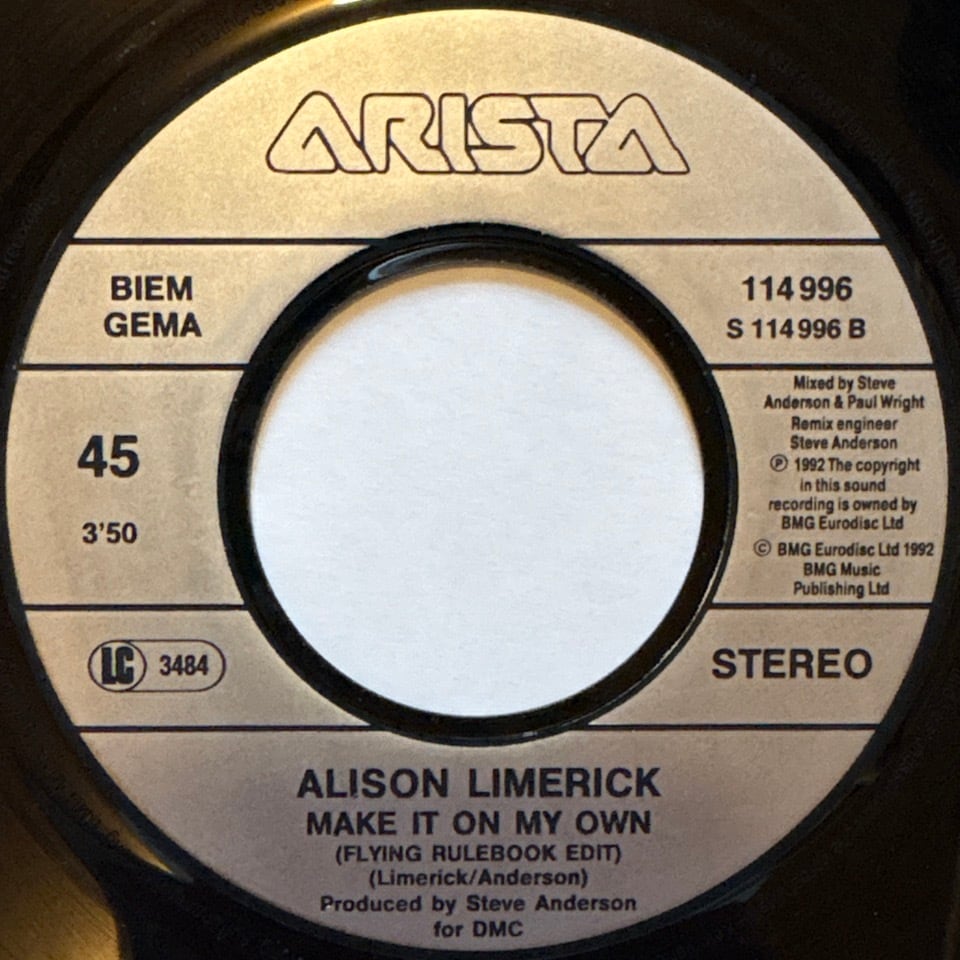 ARISTA
BIEM
GEMA
114 996
S 114 996 B
45
3'50
Mixed by Steve
Anderson & Paul Wright
Remix engineer
Steve Anderson
℗ 1992 The copyright
in this sound
recording is owned by
BMG Eurodisc Ltd
© BMG Eurodisc Ltd 1992
BMG Music
Publishing Ltd
LC 3484
STEREO
ALISON LIMERICK
MAKE IT ON MY OWN
(FLYING RULEBOOK EDIT)
(Limerick/Anderson)
Produced by Steve Anderson
for DMC